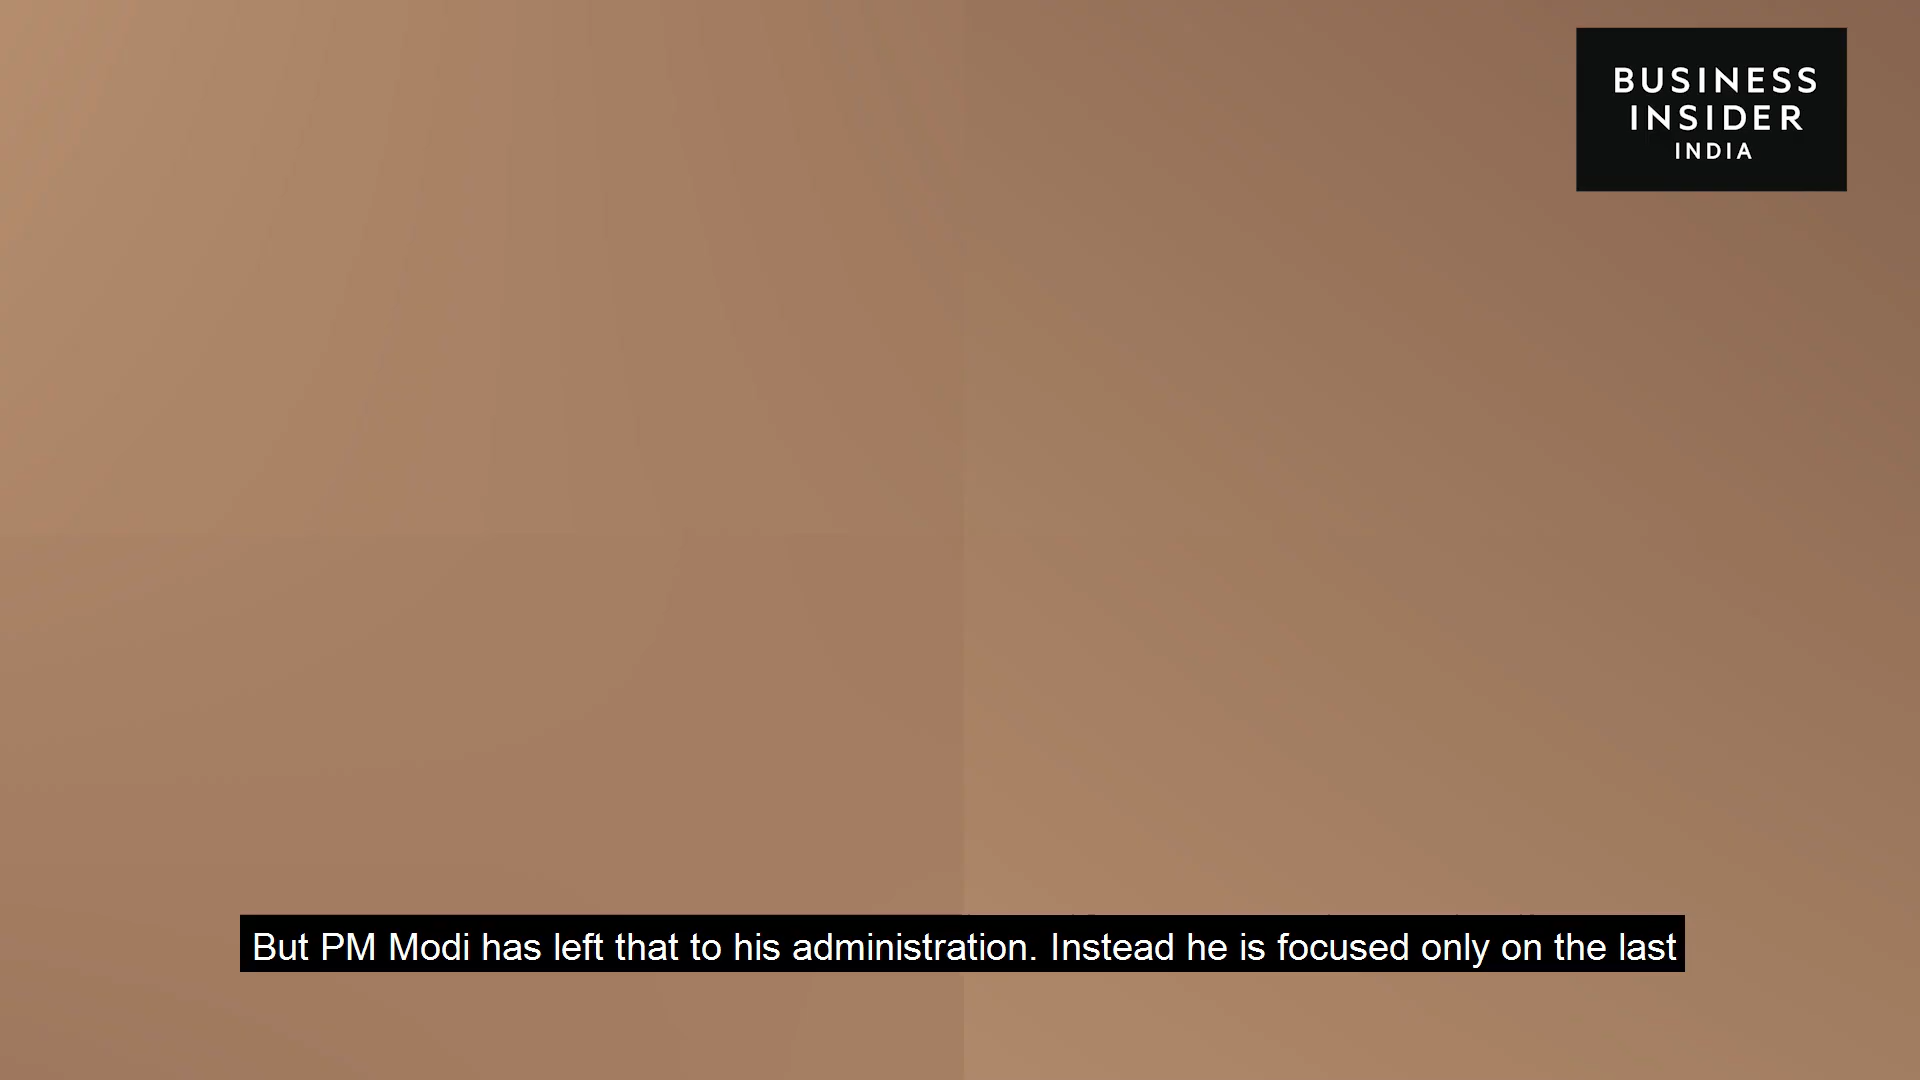 BUSINESS
INSIDER
INDIA
But PM Modi has left that to his administration. Instead he is focused only on the last